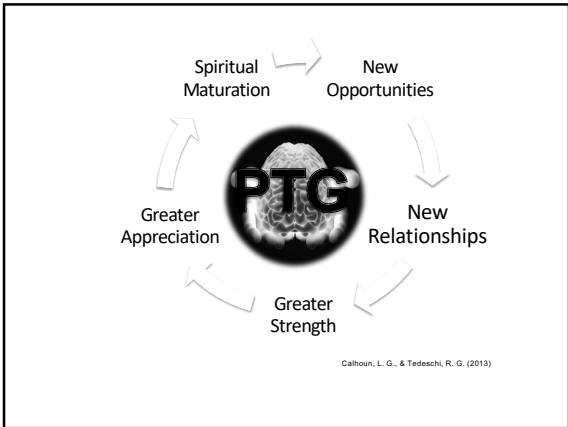 Spiritual
Maturation
New
Opportunities
PTG
Greater
Appreciation
New
Relationships
Greater
Strength
Calhoun, L. G., & Tedeschi, R. G. (2013)